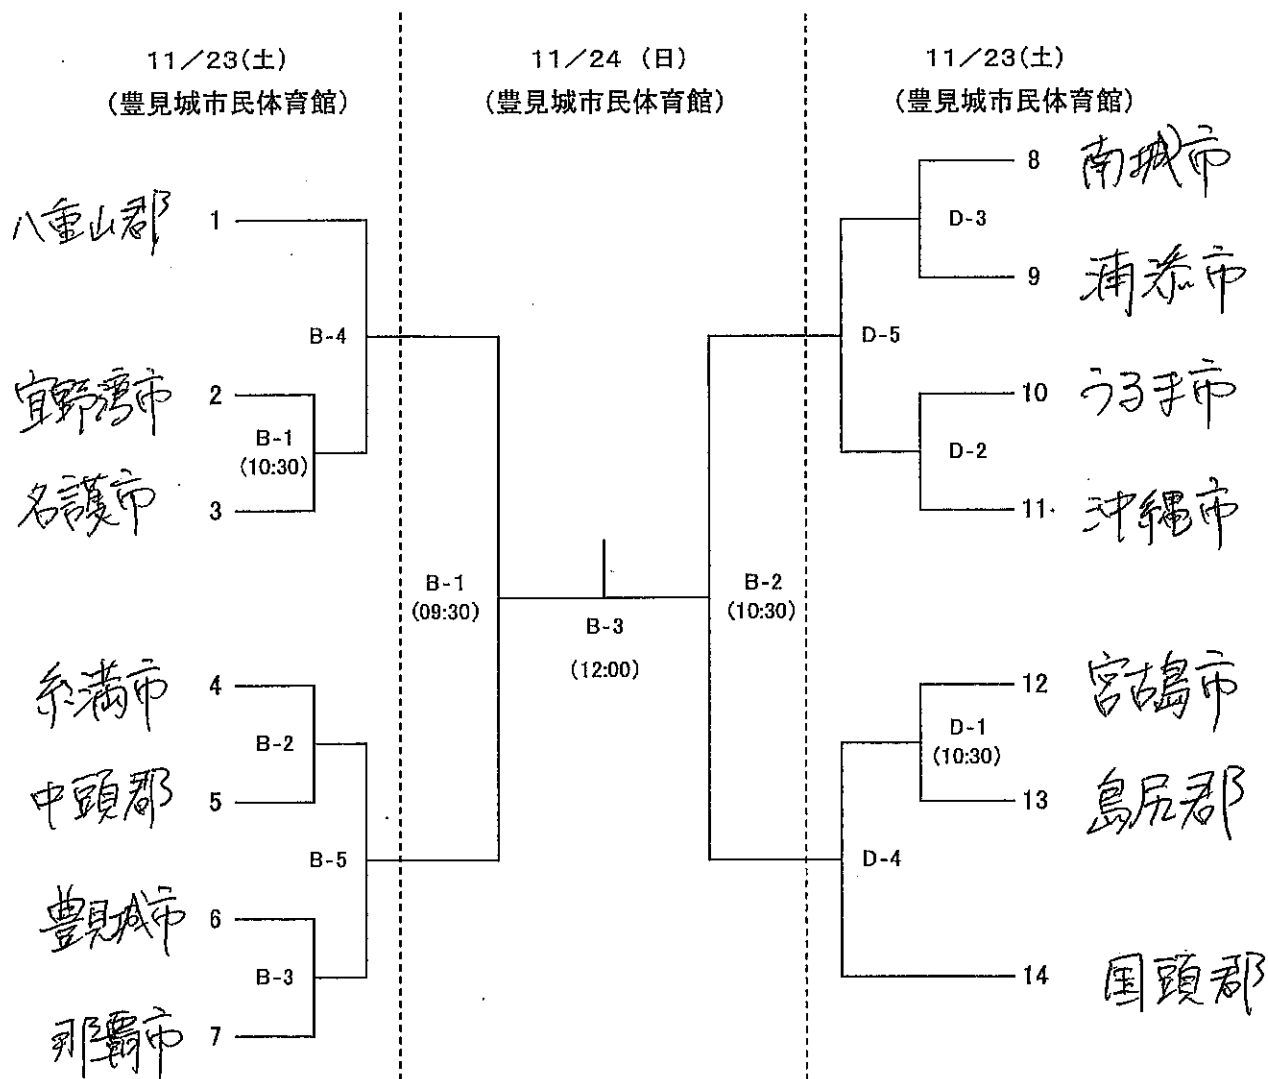 11／23(土)
(豊見城市民体育館)
八重山郡 1
B-4
宜野湾市 2
B-1
(10:30)
名護市 3
糸満市 4
B-2
中頭郡 5
B-5
豊見城市 6
B-3
那覇市 7
11／24 (日)
(豊見城市民体育館)
B-1
(09:30)
B-3
(12:00)
B-2
(10:30)
11／23(土)
(豊見城市民体育館)
8 南城市
D-3
9 浦添市
D-5
10 うるま市
D-2
11 沖縄市
12 宮古島市
D-1
(10:30)
13 島尻郡
D-4
14 国頭郡